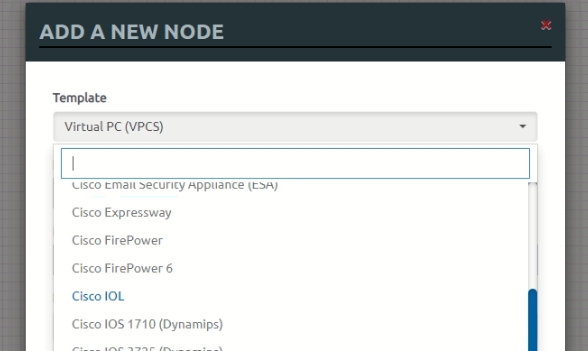 ADD A NEW NODE
Template
Virtual PC (VPCS)
Cisco Email Security Appliance (ESA)
Cisco Expressway
Cisco FirePower
Cisco FirePower 6
Cisco IOL
Cisco IOS 1710 (Dynamips)
Cisco IOS 3725 (Dynamips)